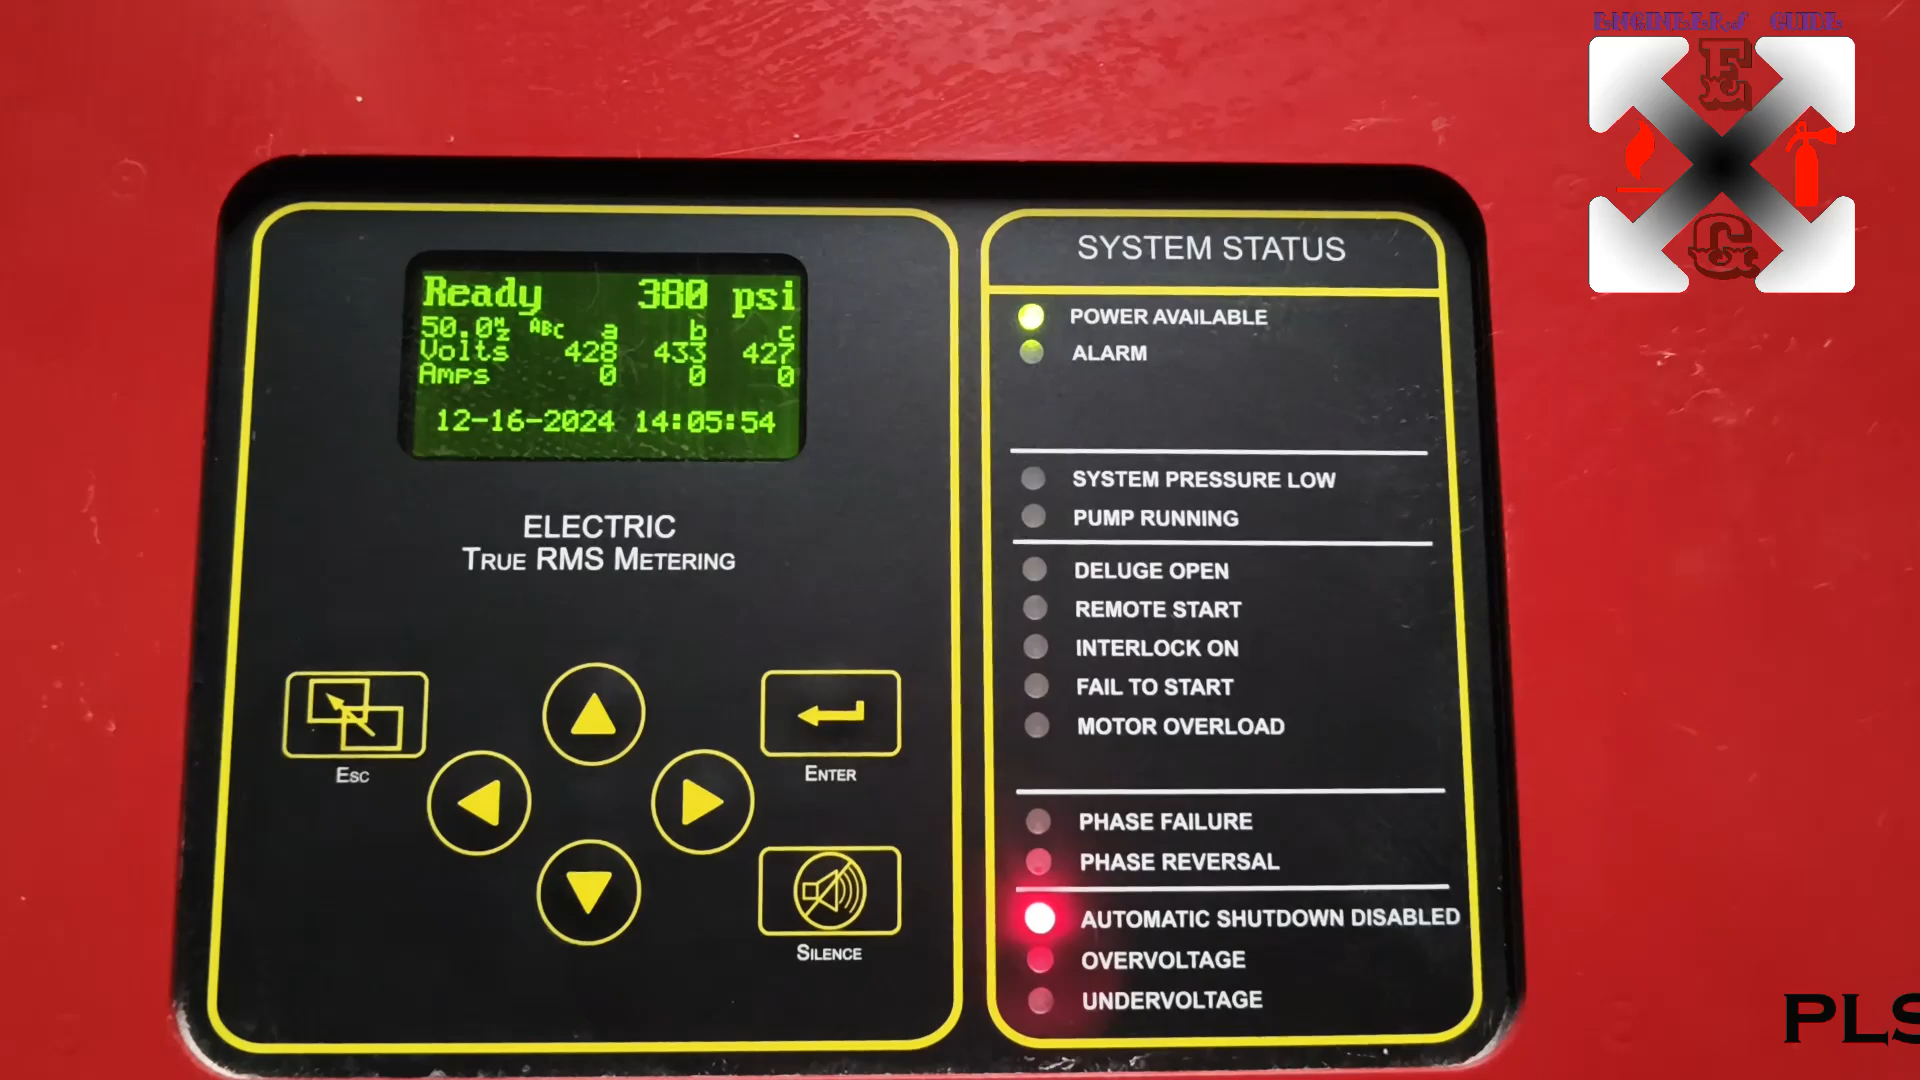 ENGINEERS GUIDE
E
G
Ready 380 psi
50.0Hz ABC a b c
Volts 428 433 427
Amps 0 0 0
12-16-2024 14:05:54
ELECTRIC
TRUE RMS METERING
ESC
ENTER
SILENCE
SYSTEM STATUS
POWER AVAILABLE
ALARM
SYSTEM PRESSURE LOW
PUMP RUNNING
DELUGE OPEN
REMOTE START
INTERLOCK ON
FAIL TO START
MOTOR OVERLOAD
PHASE FAILURE
PHASE REVERSAL
AUTOMATIC SHUTDOWN DISABLED
OVERVOLTAGE
UNDERVOLTAGE
PLS